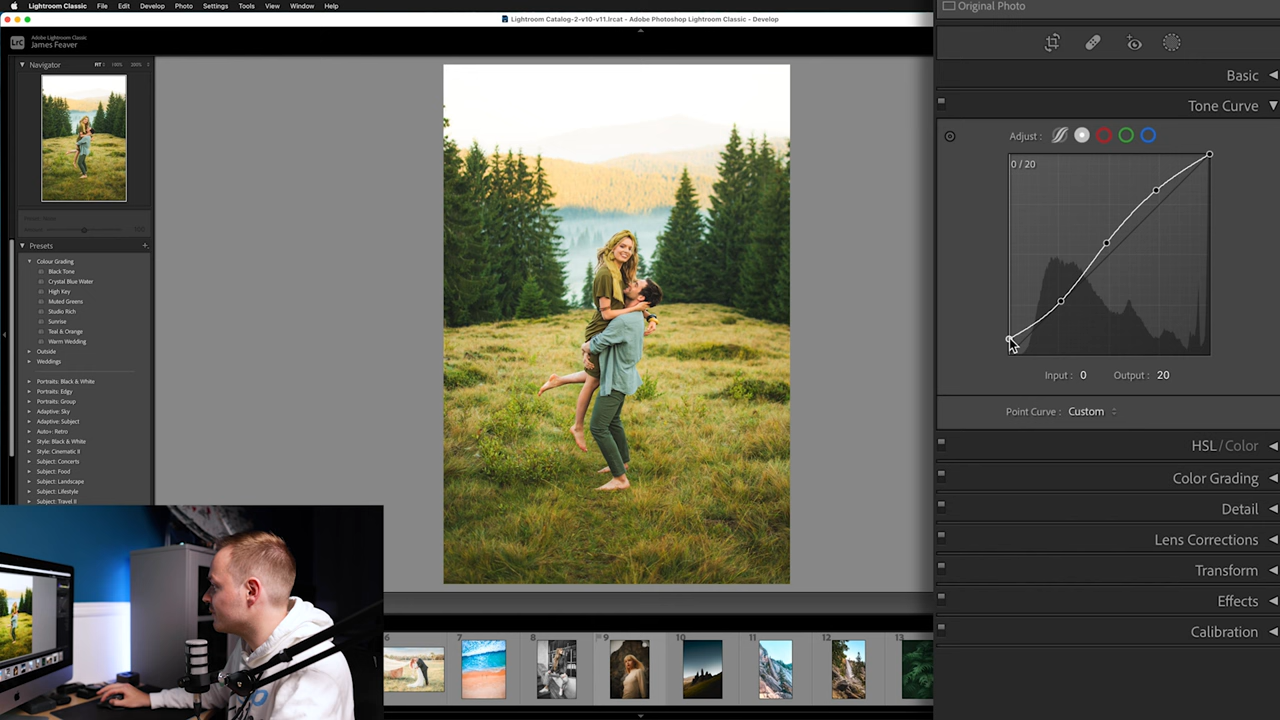 Lightroom Classic File Edit Develop Photo Settings Tools View Window Help
Lightroom Catalog-2-v10-v11.lrcat - Adobe Photoshop Lightroom Classic - Develop
LrC
Adobe Lightroom Classic
James Feaver
Navigator FIT 100% 200%
Presets +
Colour Grading
Black Tone
Crystal Blue Water
High Key
Muted Greens
Studio Rich
Sunrise
Teal & Orange
Warm Wedding
Outside
Weddings
Portraits: Black & White
Portraits: Edgy
Portraits: Group
Adaptive: Sky
Adaptive: Subject
Auto+: Retro
Style: Black & White
Style: Cinematic II
Subject: Concerts
Subject: Food
Subject: Landscape
Subject: Lifestyle
Subject: Travel II
6 7 8 9 10 11 12 13
Original Photo
Basic
Tone Curve
Adjust :
0 / 20
Input : 0 Output : 20
Point Curve : Custom
HSL / Color
Color Grading
Detail
Lens Corrections
Transform
Effects
Calibration